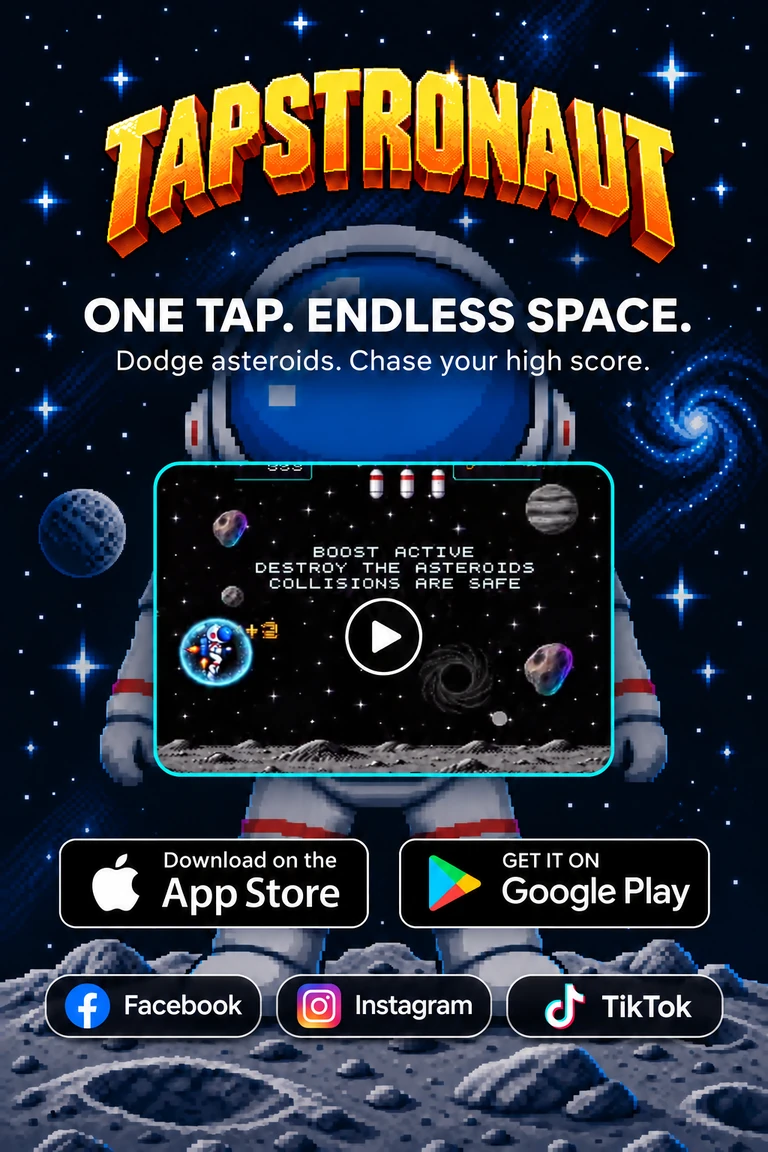 TAPSTRONAUT
ONE TAP. ENDLESS SPACE.
Dodge asteroids. Chase your high score.
BOOST ACTIVE
DESTROY THE ASTEROIDS
COLLISIONS ARE SAFE
Download on the
App Store
GET IT ON
Google Play
Facebook
Instagram
TikTok